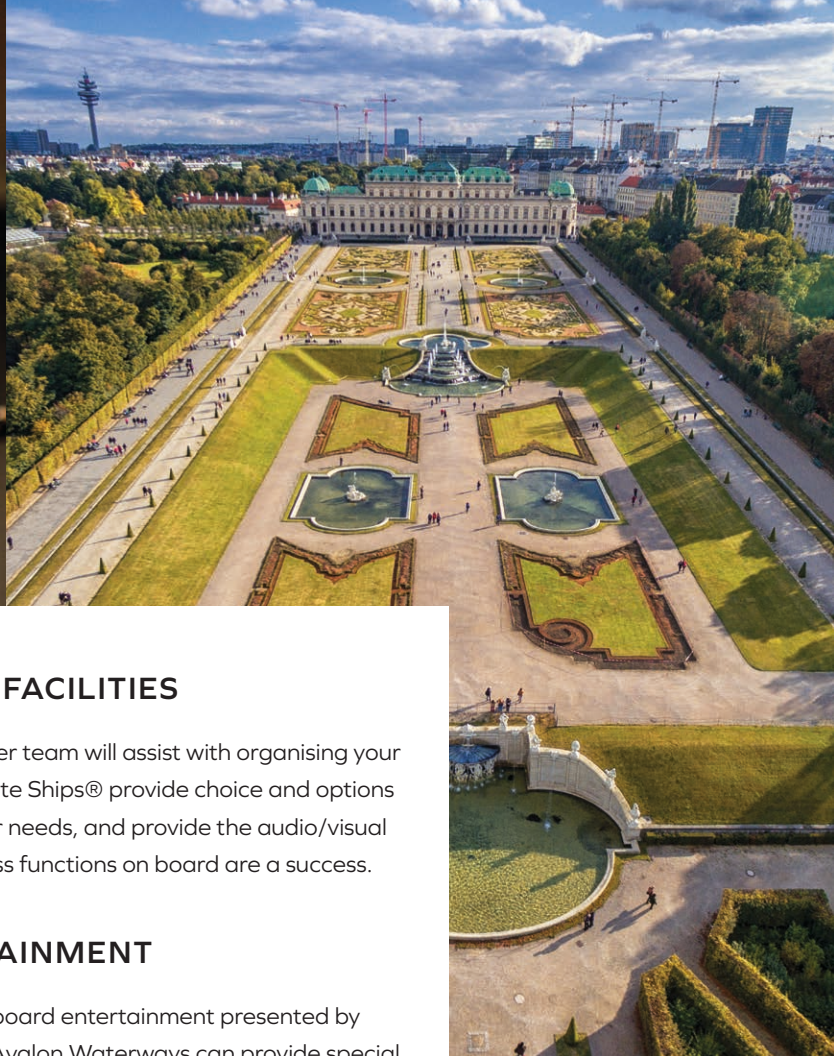 FACILITIES
er team will assist with organising your
te Ships® provide choice and options
r needs, and provide the audio/visual
ss functions on board are a success.
AINMENT
board entertainment presented by
Avalon Waterways can provide special